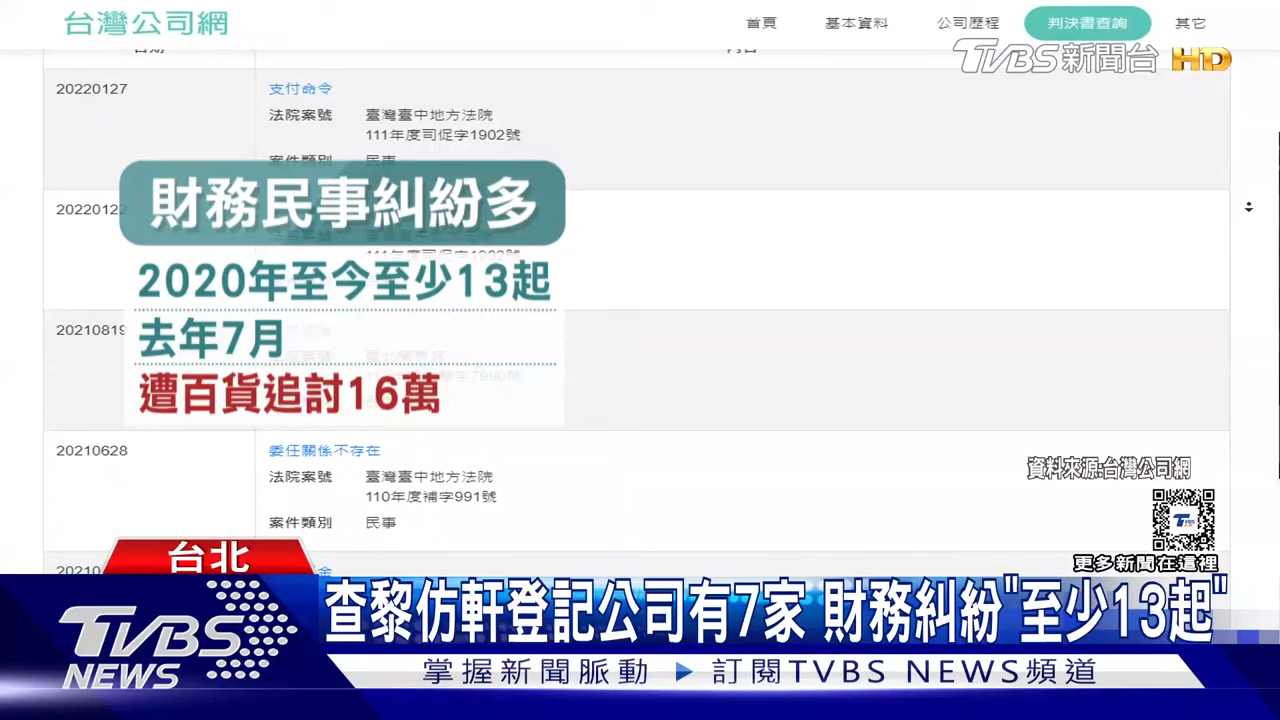 台灣公司網
首頁 基本資料 公司歷程 判決書查詢 其它
日期 內容
TVBS新聞台 HD
20220127 支付命令
法院案號 臺灣臺中地方法院
111年度司促字1902號
案件類別 民事
財務民事糾紛多
20220122
2020年至今至少13起
20210819
去年7月
遭百貨追討16萬
20210628 委任關係不存在
法院案號 臺灣臺中地方法院
110年度補字991號
案件類別 民事
資料來源:台灣公司網
TVBS
更多新聞在這裡
台北
查黎仿軒登記公司有7家 財務糾紛"至少13起"
TVBS NEWS
掌握新聞脈動 ▶ 訂閱TVBS NEWS頻道